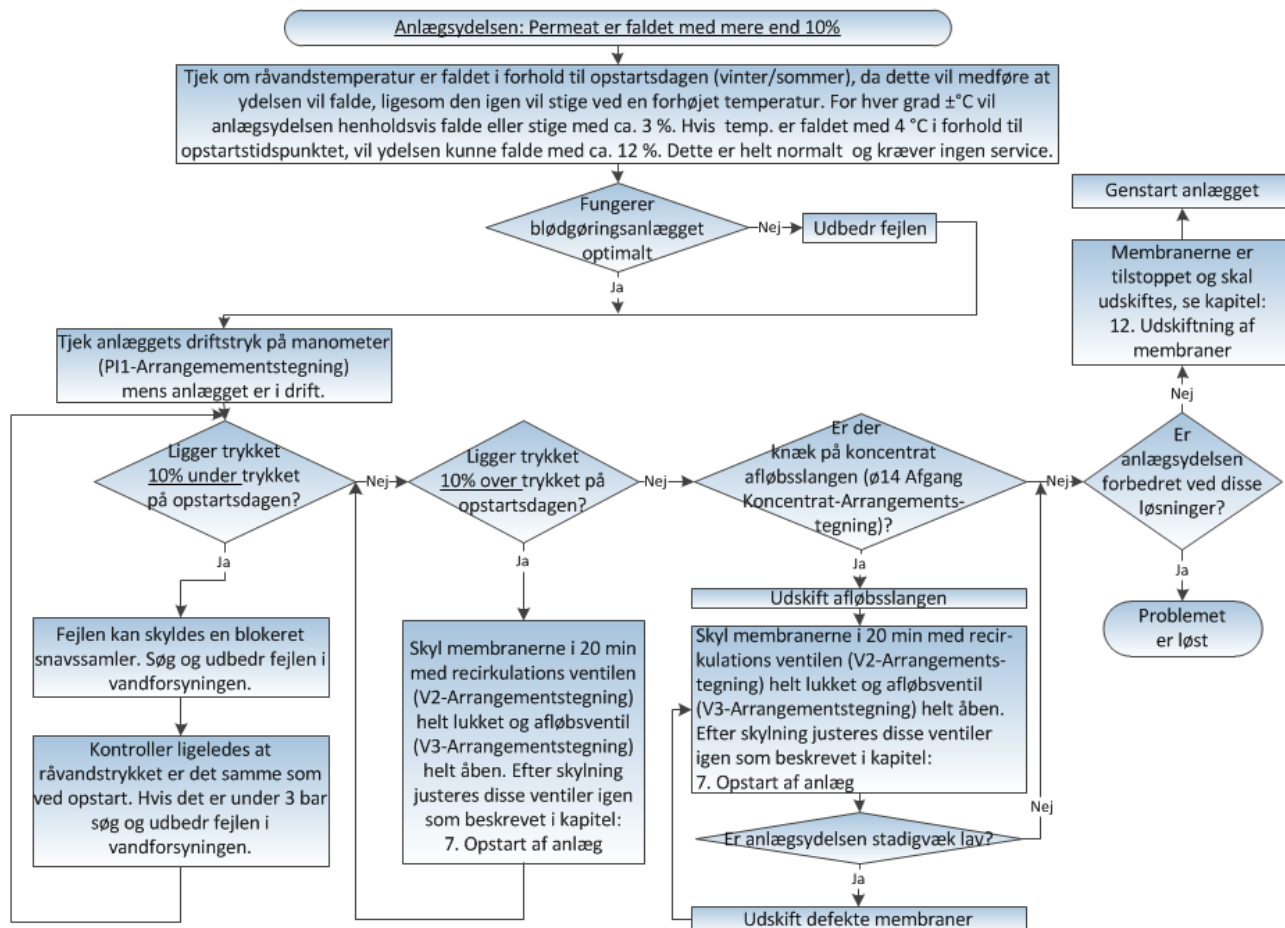 Anlægsydelsen: Permeat er faldet med mere end 10%
Tjek om råvandstemperatur er faldet i forhold til opstartsdagen (vinter/sommer), da dette vil medføre at
ydelsen vil falde, ligesom den igen vil stige ved en forhøjet temperatur. For hver grad ±°C vil
anlægsydelsen henholdsvis falde eller stige med ca. 3 %. Hvis temp. er faldet med 4 °C i forhold til
opstartstidspunktet, vil ydelsen kunne falde med ca. 12 %. Dette er helt normalt og kræver ingen service.
Fungerer
blødgøringsanlægget
optimalt
Nej
Udbedr fejlen
Ja
Tjek anlæggets driftstryk på manometer
(PI1-Arrangemementstegning)
mens anlægget er i drift.
Ligger trykket
10% under trykket
på opstartsdagen?
Nej
Ja
Fejlen kan skyldes en blokeret
snavssamler. Søg og udbedr fejlen i
vandforsyningen.
Kontroller ligeledes at
råvandstrykket er det samme som
ved opstart. Hvis det er under 3 bar
søg og udbedr fejlen i
vandforsyningen.
Ligger trykket
10% over trykket på
opstartsdagen?
Nej
Ja
Skyl membranerne i 20 min
med recirkulations ventilen
(V2-Arrangementstegning)
helt lukket og afløbsventil
(V3-Arrangementstegning)
helt åben. Efter skylning
justeres disse ventiler igen
som beskrevet i kapitel:
7. Opstart af anlæg
Er der
knæk på koncentrat
afløbsslangen (ø14 Afgang
Koncentrat-Arrangements-
tegning)?
Nej
Ja
Udskift afløbsslangen
Skyl membranerne i 20 min med recir-
kulations ventilen (V2-Arrangements-
tegning) helt lukket og afløbsventil
(V3-Arrangementstegning) helt åben.
Efter skylning justeres disse ventiler
igen som beskrevet i kapitel:
7. Opstart af anlæg
Nej
Er anlægsydelsen stadigvæk lav?
Ja
Udskift defekte membraner
Genstart anlægget
Membranerne er
tilstoppet og skal
udskiftes, se kapitel:
12. Udskiftning af
membraner
Nej
Er
anlægsydelsen
forbedret ved disse
løsninger?
Ja
Problemet
er løst